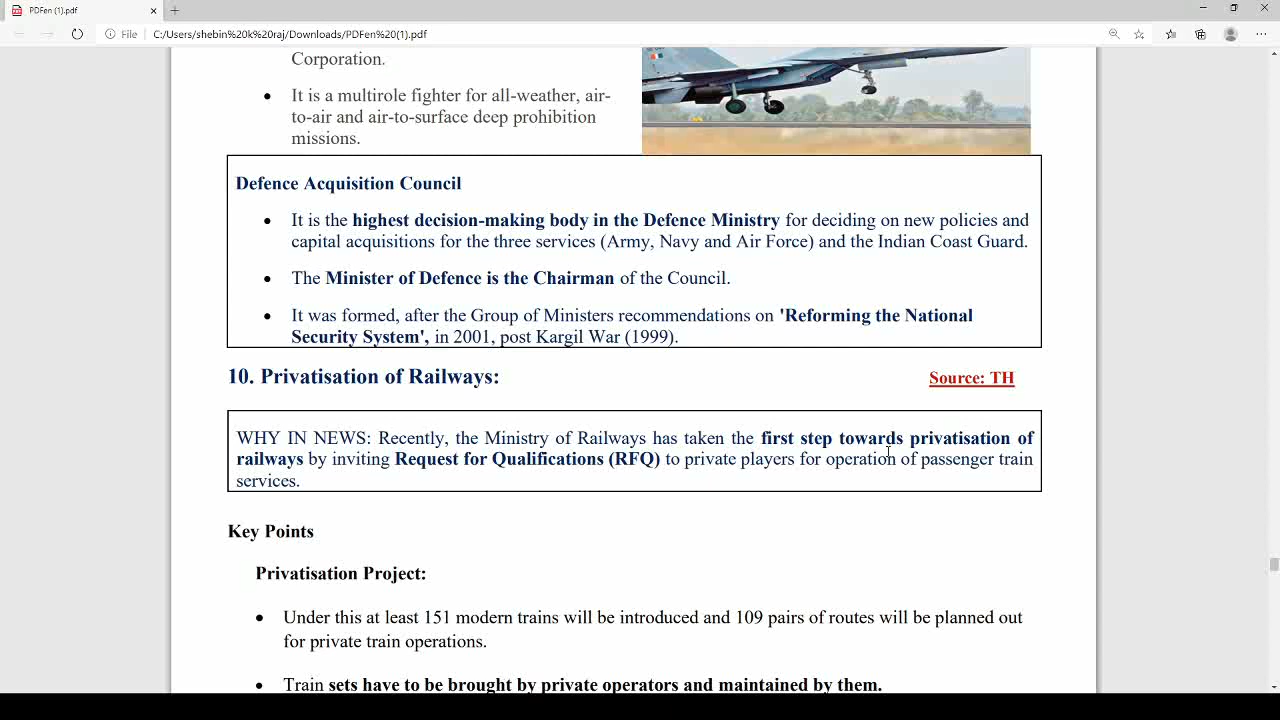 PDFen (1).pdf
File
C:/Users/shebin%20k%20raj/Downloads/PDFen%20(1).pdf
Corporation.
• It is a multirole fighter for all-weather, air-
to-air and air-to-surface deep prohibition
missions.
Defence Acquisition Council
• It is the highest decision-making body in the Defence Ministry for deciding on new policies and
capital acquisitions for the three services (Army, Navy and Air Force) and the Indian Coast Guard.
• The Minister of Defence is the Chairman of the Council.
• It was formed, after the Group of Ministers recommendations on 'Reforming the National
Security System', in 2001, post Kargil War (1999).
10. Privatisation of Railways:
Source: TH
WHY IN NEWS: Recently, the Ministry of Railways has taken the first step towards privatisation of
railways by inviting Request for Qualifications (RFQ) to private players for operation of passenger train
services.
Key Points
Privatisation Project:
• Under this at least 151 modern trains will be introduced and 109 pairs of routes will be planned out
for private train operations.
• Train sets have to be brought by private operators and maintained by them.